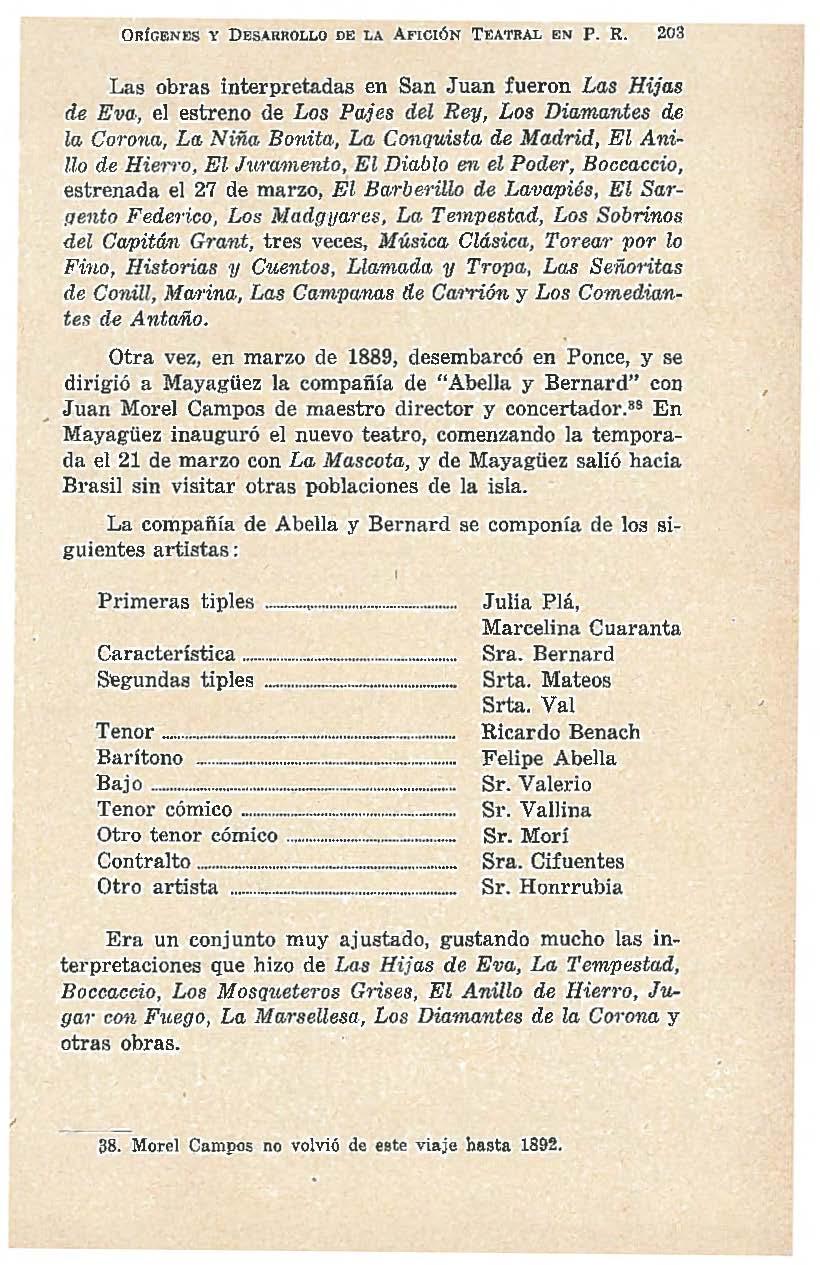 ORÍGENES Y DESARROLLO DE LA AFICIÓN TEATRAL EN P. R. 203
Las obras interpretadas en San Juan fueron Las Hijas
de Eva, el estreno de Los Pajes del Rey, Los Diamantes de
la Corona, La Niña Bonita, La Conquista de Madrid, El Ani-
llo de Hierro, El Juramento, El Diablo en el Poder, Boccaccio,
estrenada el 27 de marzo, El Barberillo de Lavapiés, El Sar-
gento Federico, Los Madgyares, La Tempestad, Los Sobrinos
del Capitán Grant, tres veces, Música Clásica, Torear por lo
Fino, Historias y Cuentos, Llamada y Tropa, Las Señoritas
de Conill, Marina, Las Campanas de Carrión y Los Comedian-
tes de Antaño.
Otra vez, en marzo de 1889, desembarcó en Ponce, y se
dirigió a Mayagüez la compañía de "Abella y Bernard" con
Juan Morel Campos de maestro director y concertador.³⁸ En
Mayagüez inauguró el nuevo teatro, comenzando la tempora-
da el 21 de marzo con La Mascota, y de Mayagüez salió hacia
Brasil sin visitar otras poblaciones de la isla.
La compañía de Abella y Bernard se componía de los si-
guientes artistas:
Primeras tiples ........ Julia Plá,
Marcelina Cuaranta
Característica ........ Sra. Bernard
Segundas tiples ........ Srta. Mateos
Srta. Val
Tenor ........ Ricardo Benach
Barítono ........ Felipe Abella
Bajo ........ Sr. Valerio
Tenor cómico ........ Sr. Vallina
Otro tenor cómico ........ Sr. Morí
Contralto ........ Sra. Cifuentes
Otro artista ........ Sr. Honrrubia
Era un conjunto muy ajustado, gustando mucho las in-
terpretaciones que hizo de Las Hijas de Eva, La Tempestad,
Boccaccio, Los Mosqueteros Grises, El Anillo de Hierro, Ju-
gar con Fuego, La Marsellesa, Los Diamantes de la Corona y
otras obras.
38. Morel Campos no volvió de este viaje hasta 1892.